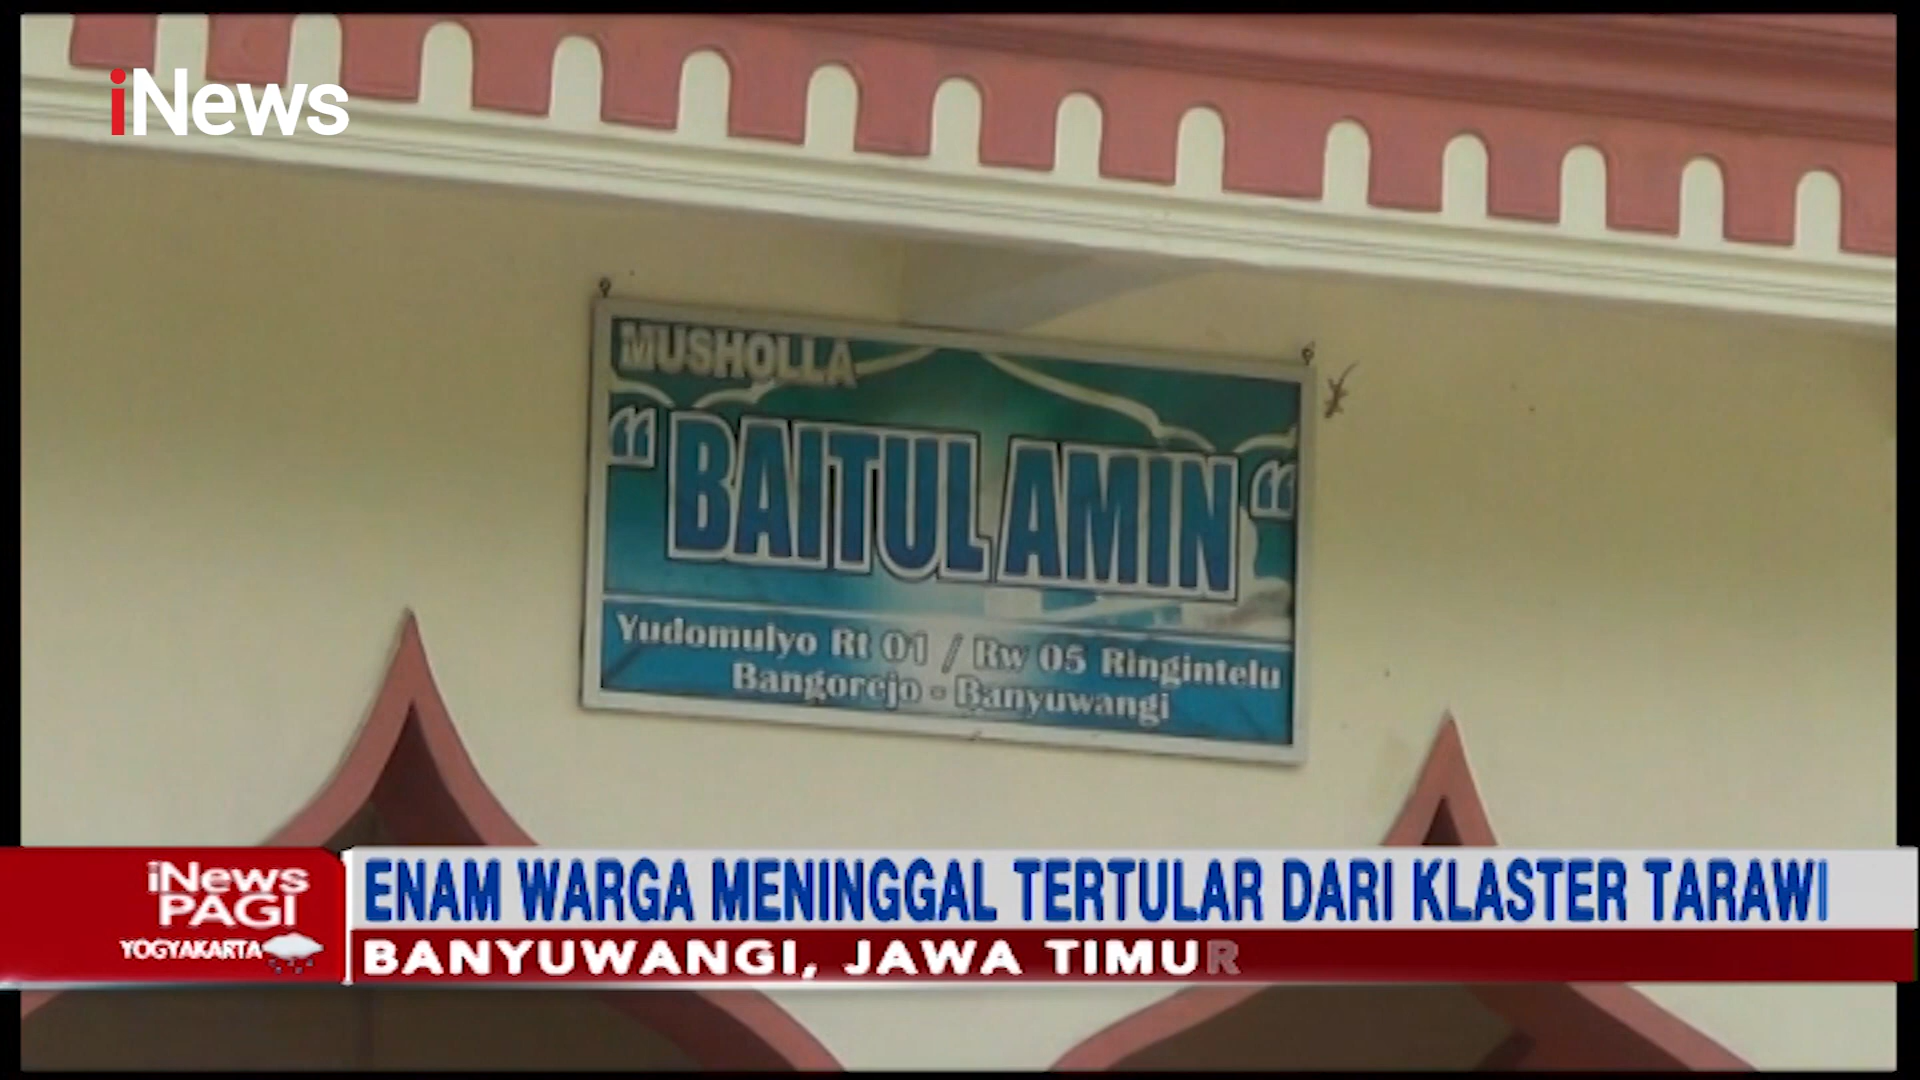 iNews
MUSHOLLA
“BAITUL AMIN“
Yudomulyo Rt 01 / Rw 05 Ringintelu
Bangorejo - Banyuwangi
iNews
PAGI
YOGYAKARTA
ENAM WARGA MENINGGAL TERTULAR DARI KLASTER TARAWI
BANYUWANGI, JAWA TIMUR